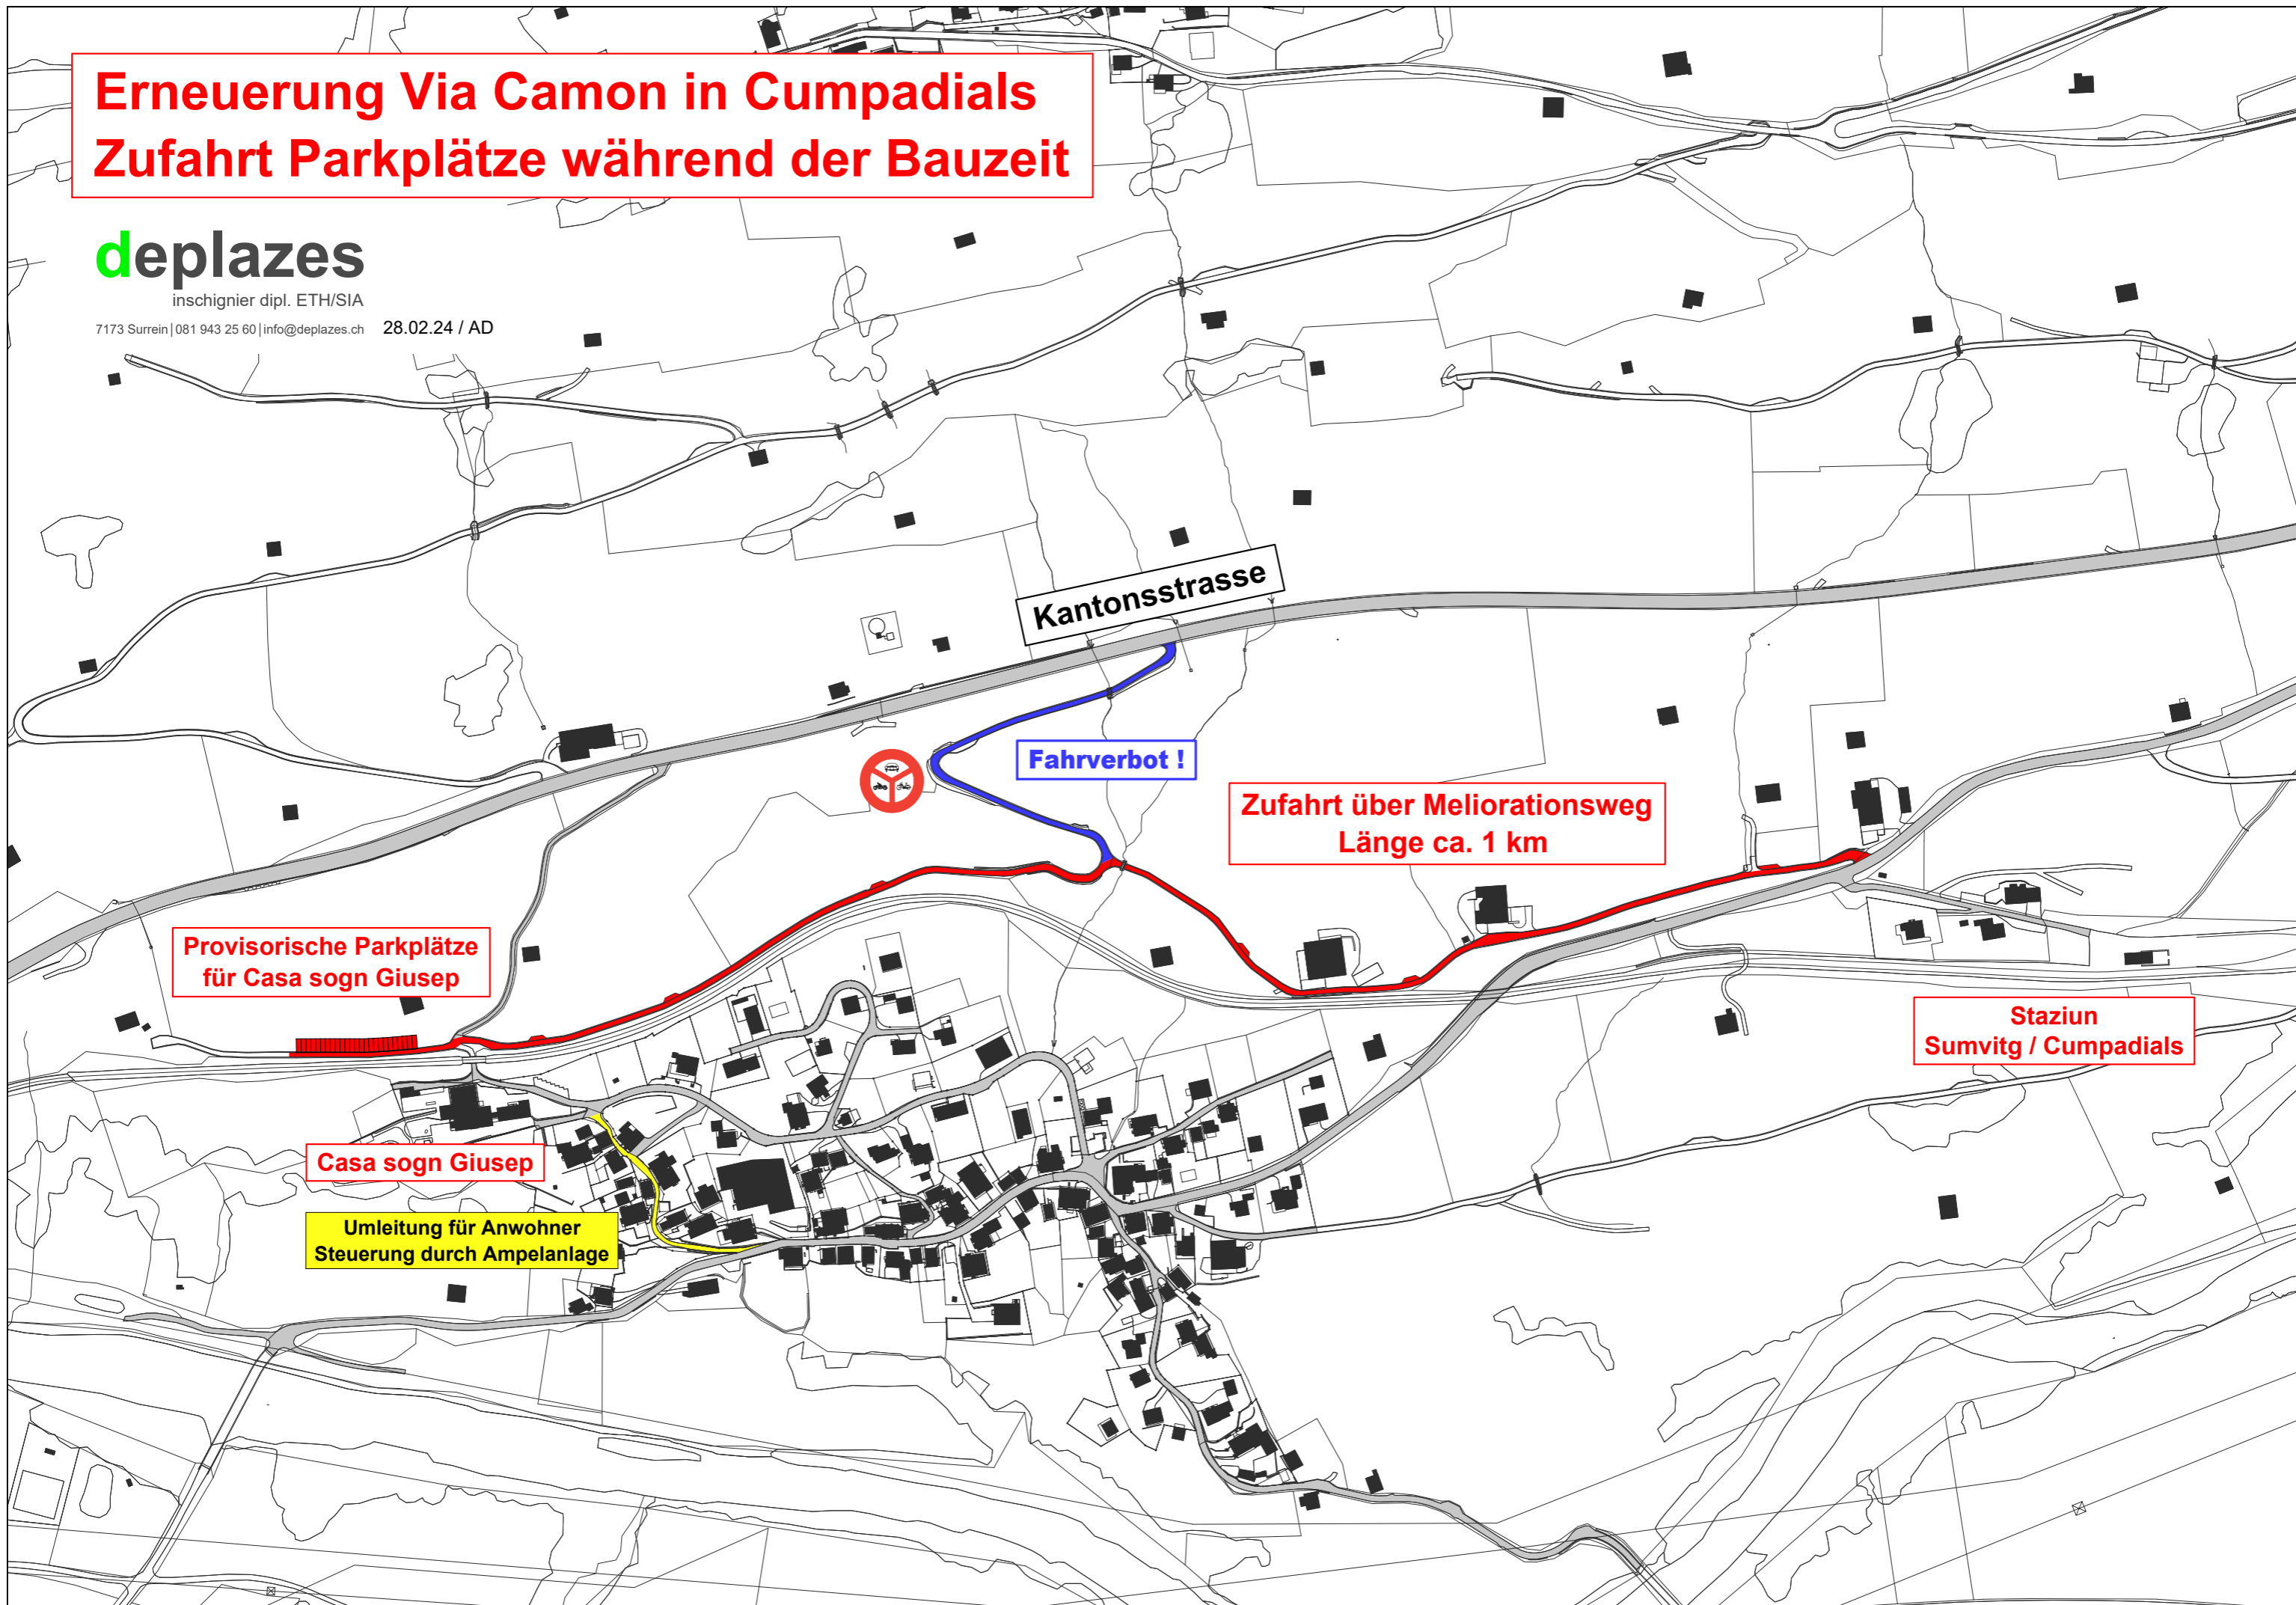 Erneuerung Via Camon in Cumpadials
Zufahrt Parkplätze während der Bauzeit
deplazes
inschignier dipl. ETH/SIA
7173 Surrein | 081 943 25 60 | info@deplazes.ch 28.02.24 / AD
Kantonsstrasse
Fahrverbot !
Zufahrt über Meliorationsweg
Länge ca. 1 km
Provisorische Parkplätze
für Casa sogn Giusep
Staziun
Sumvitg / Cumpadials
Casa sogn Giusep
Umleitung für Anwohner
Steuerung durch Ampelanlage